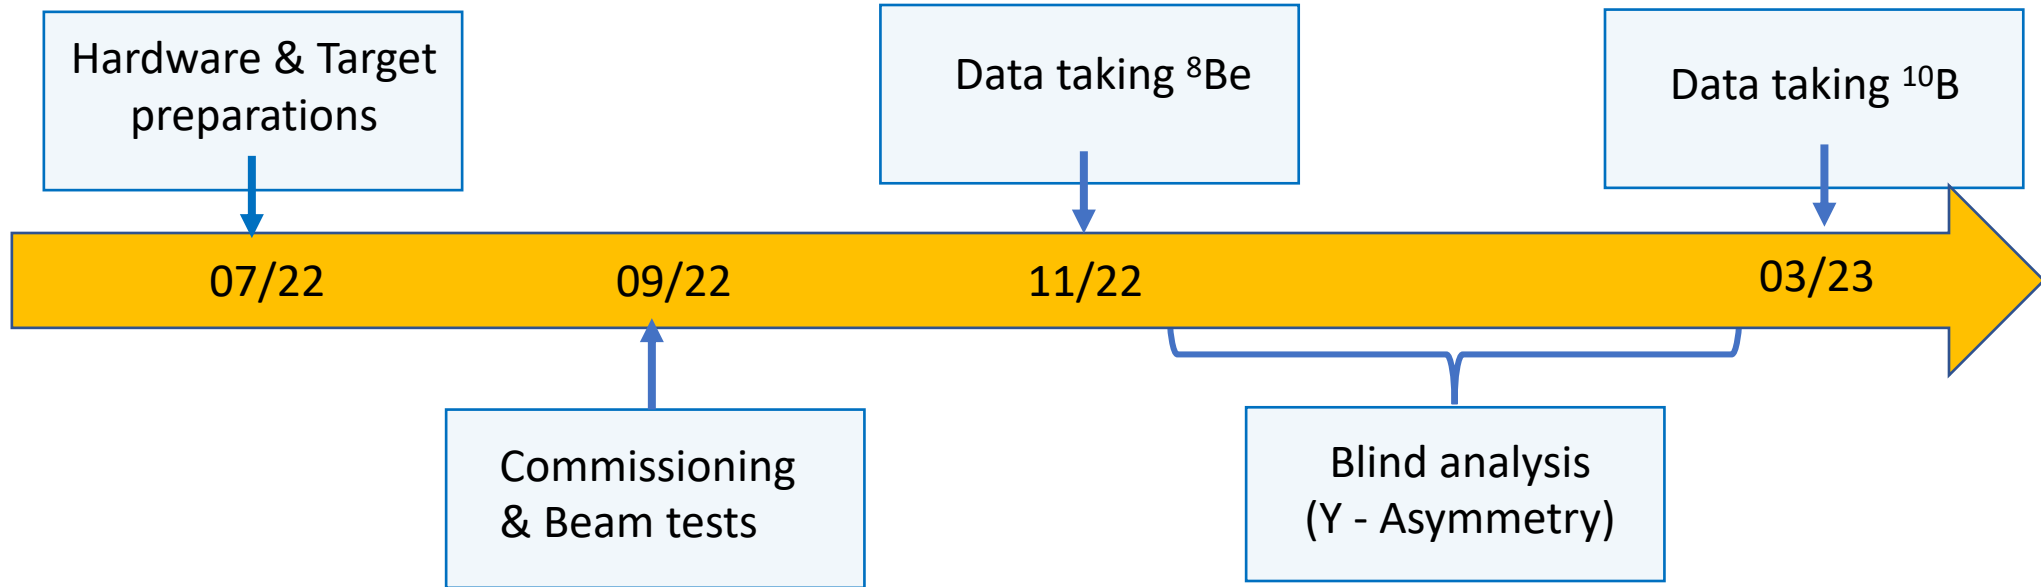 Hardware & Target
preparations
Data taking ⁸Be
Data taking ¹⁰B
07/22
09/22
11/22
03/23
Commissioning
& Beam tests
Blind analysis
(Y - Asymmetry)